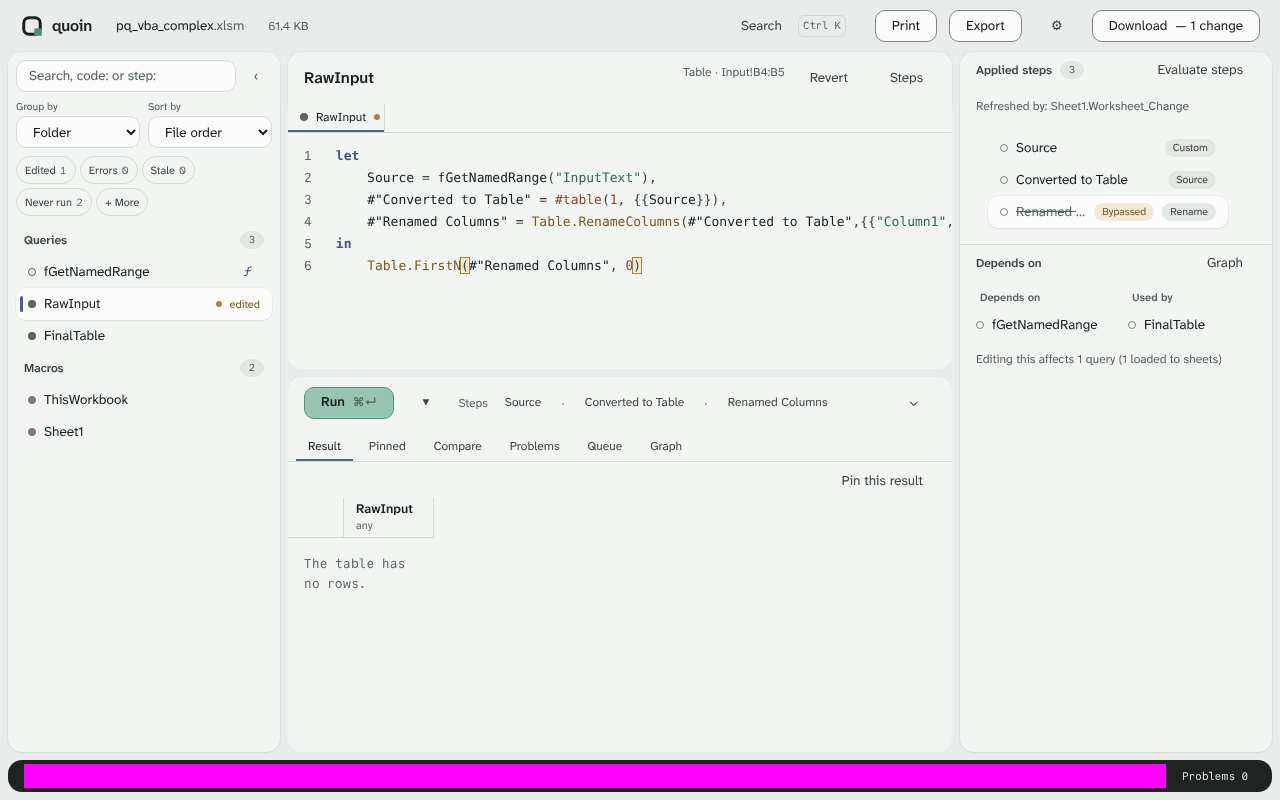 quoin
pq_vba_complex.xlsm
61.4 KB
Search
Ctrl K
Print
Export
⚙
Download — 1 change
Search, code: or step:
‹
Group by
Sort by
Folder
File order
Edited 1
Errors 0
Stale 0
Never run 2
+ More
Queries
3
fGetNamedRange
ƒ
RawInput
edited
FinalTable
Macros
2
ThisWorkbook
Sheet1
RawInput
Table · Input!B4:B5
Revert
Steps
RawInput
1 let
2 Source = fGetNamedRange("InputText"),
3 #"Converted to Table" = #table(1, {{Source}}),
4 #"Renamed Columns" = Table.RenameColumns(#"Converted to Table",{{"Column1",
5 in
6 Table.FirstN(#"Renamed Columns", 0)
Run ⌘↵
▼
Steps
Source
·
Converted to Table
·
Renamed Columns
Result
Pinned
Compare
Problems
Queue
Graph
Pin this result
RawInput
any
The table has
no rows.
Applied steps
3
Evaluate steps
Refreshed by: Sheet1.Worksheet_Change
Source
Custom
Converted to Table
Source
Renamed ...
Bypassed
Rename
Depends on
Graph
Depends on
Used by
fGetNamedRange
FinalTable
Editing this affects 1 query (1 loaded to sheets)
Problems 0